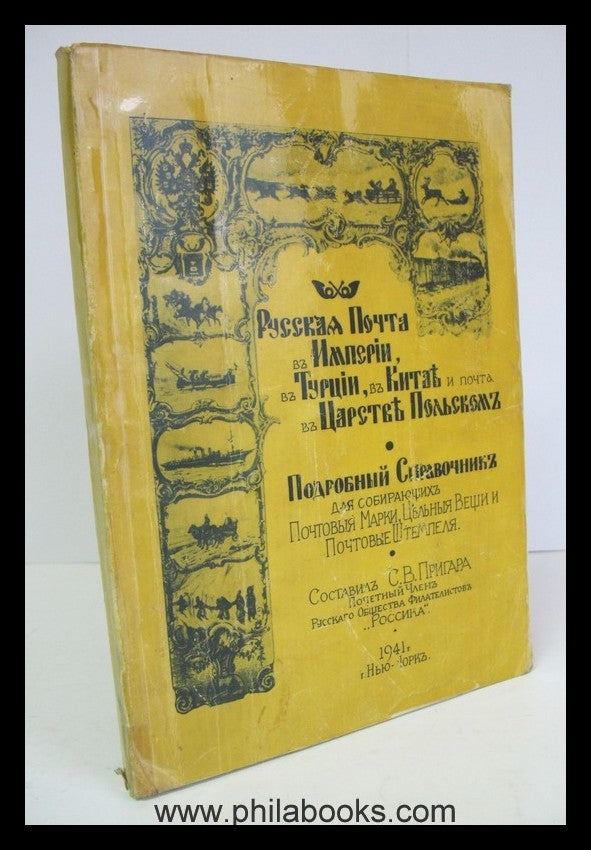 Русская Почта
въ Имперіи,
въ Турціи, въ Китаѣ и почта
въ Царствѣ Польскомъ
Подробный Справочникъ
для собирающихъ
Почтовыя Марки, Цѣльныя Вещи и
Почтовые Штемпеля.
Составилъ С.В. Пригара
Почетный Членъ
Русскаго Общества Филателистовъ
„Россика".
1941 г
г. Нью-Іоркъ.
www.philabooks.com